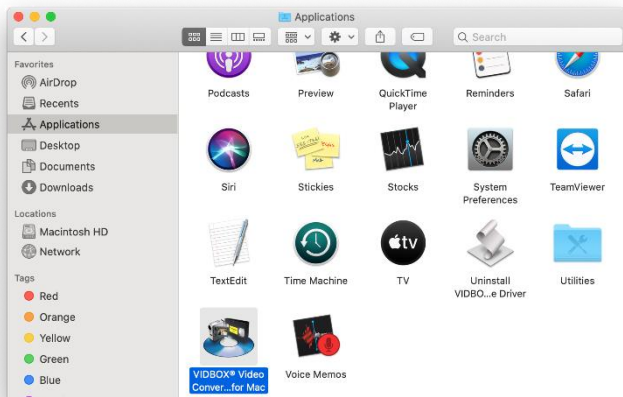 Applications
Search
Favorites
AirDrop
Recents
Applications
Desktop
Documents
Downloads
Locations
Macintosh HD
Network
Tags
Red
Orange
Yellow
Green
Blue
Podcasts
Preview
QuickTime
Player
Reminders
Safari
Siri
Stickies
Stocks
System
Preferences
TeamViewer
TextEdit
Time Machine
tv
TV
Uninstall
VIDBO...e Driver
Utilities
VIDBOX® Video
Conver...for Mac
Voice Memos